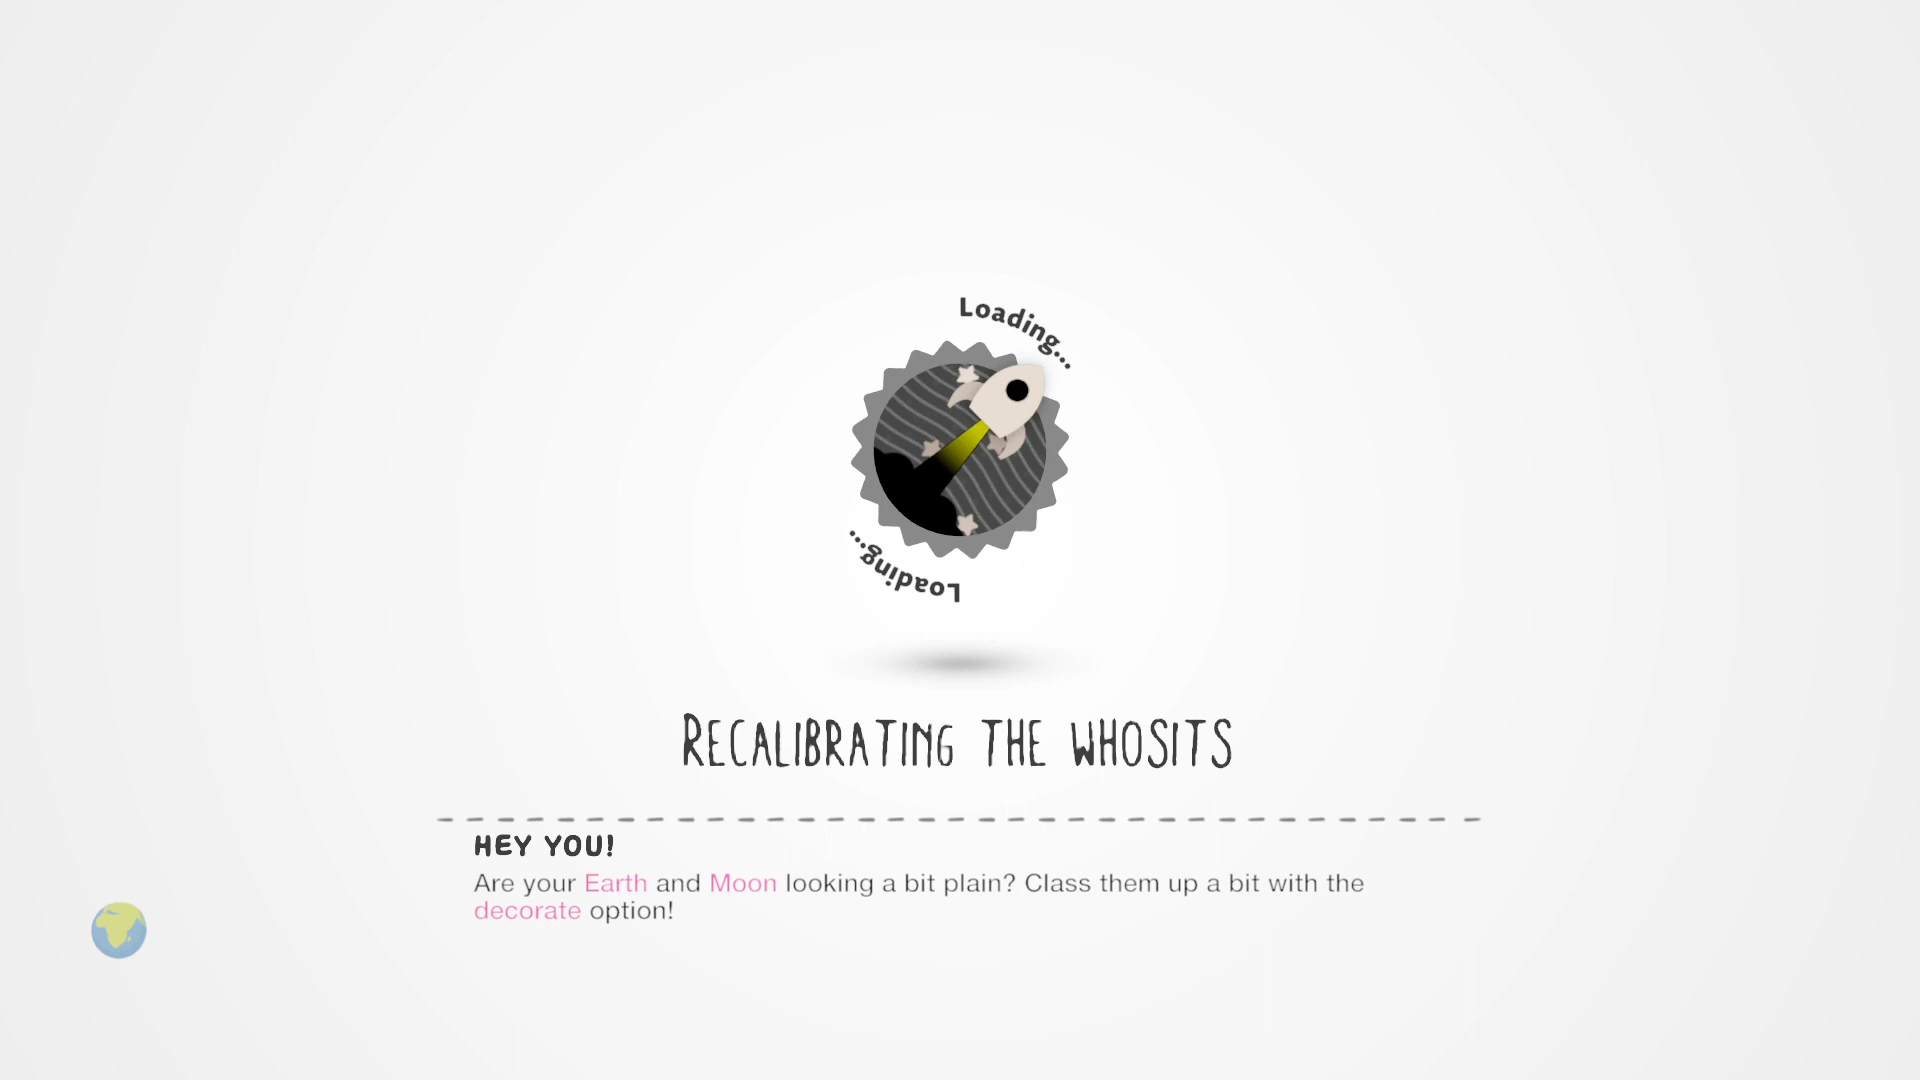 Loading...
Loading...
RECALIBRATING THE WHOSITS
HEY YOU!
Are your Earth and Moon looking a bit plain? Class them up a bit with the
decorate option!